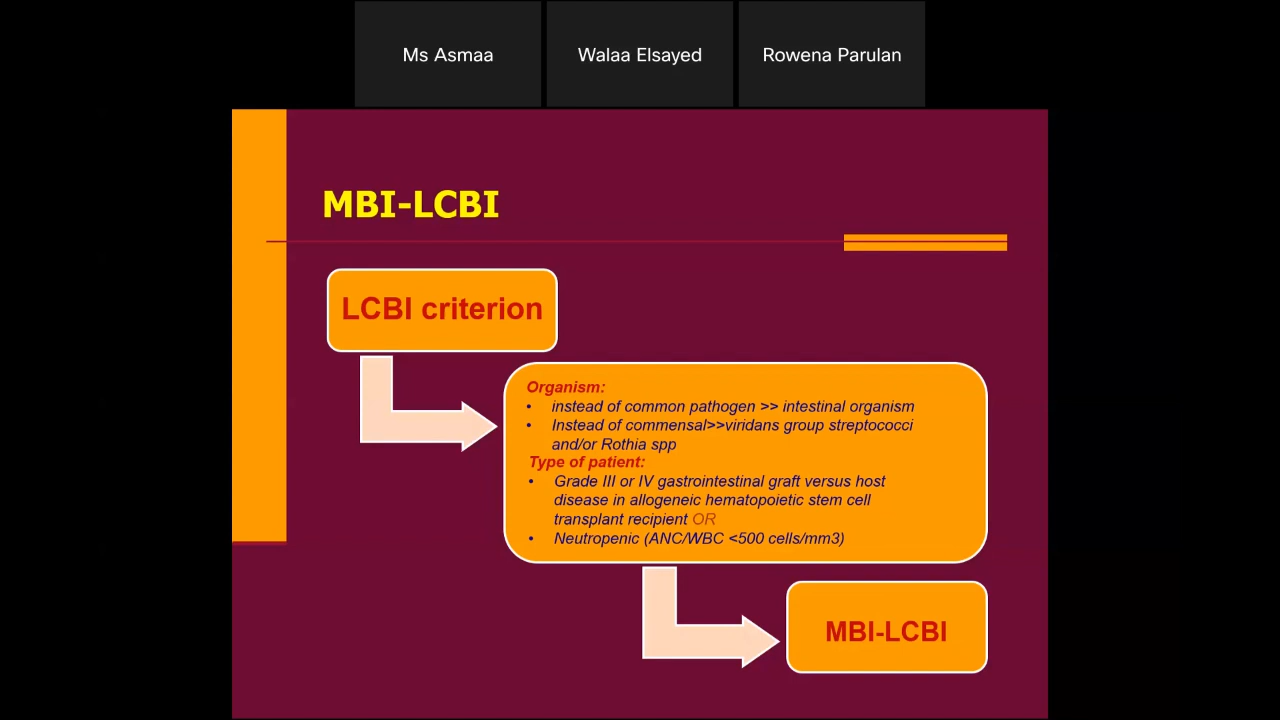 Ms Asmaa
Walaa Elsayed
Rowena Parulan
MBI-LCBI
LCBI criterion
Organism:
• instead of common pathogen >> intestinal organism
• Instead of commensal>>viridans group streptococci
and/or Rothia spp
Type of patient:
• Grade III or IV gastrointestinal graft versus host
disease in allogeneic hematopoietic stem cell
transplant recipient OR
• Neutropenic (ANC/WBC <500 cells/mm3)
MBI-LCBI